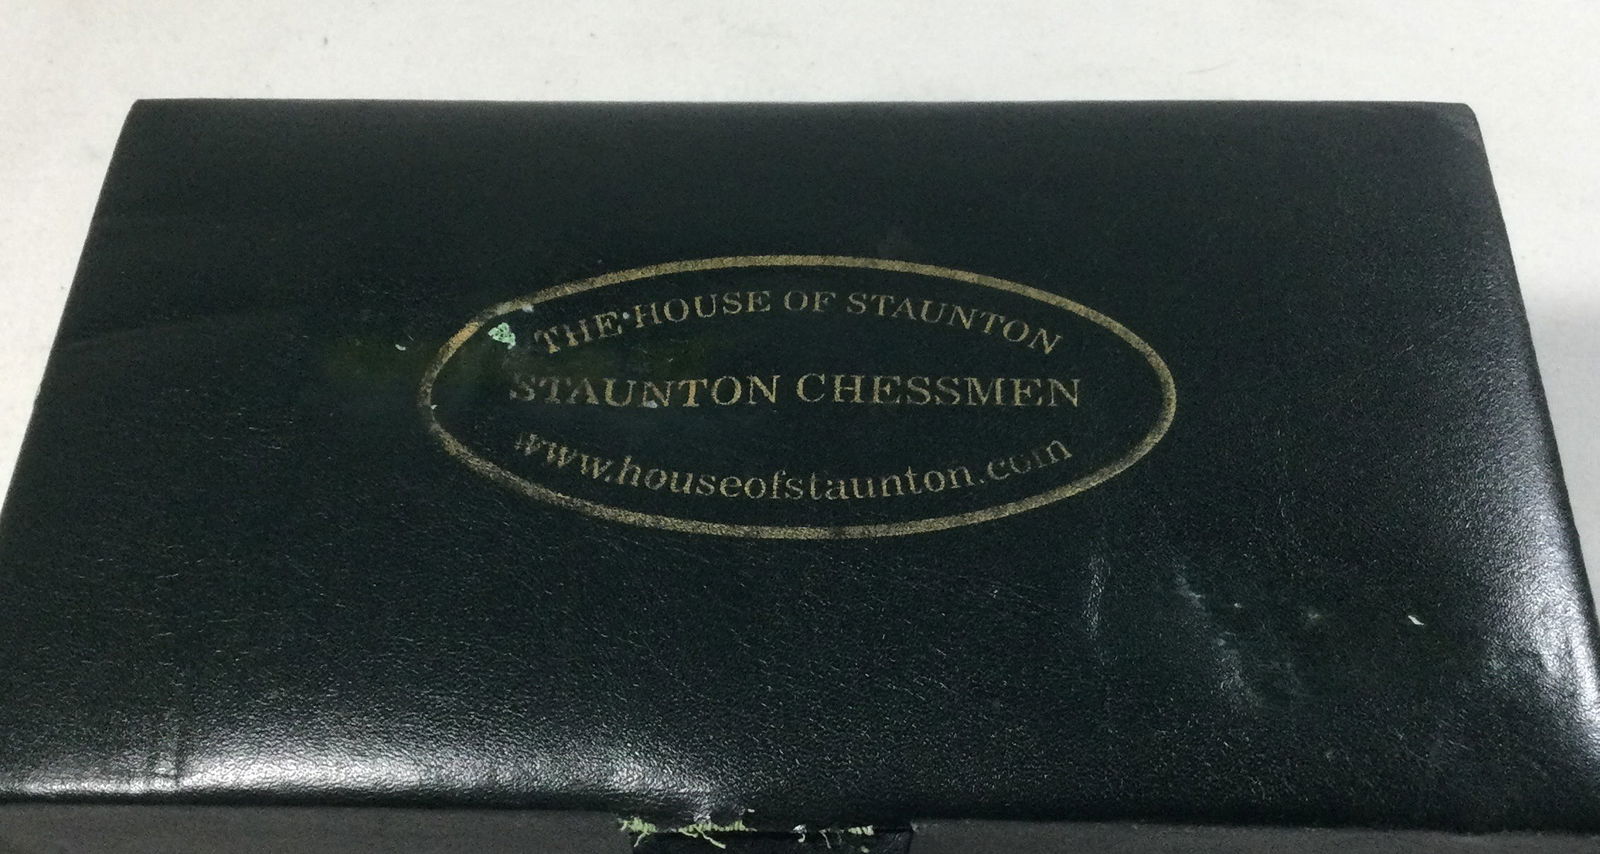 THE HOUSE OF STAUNTON
STAUNTON CHESSMEN
www.houseofstaunton.com